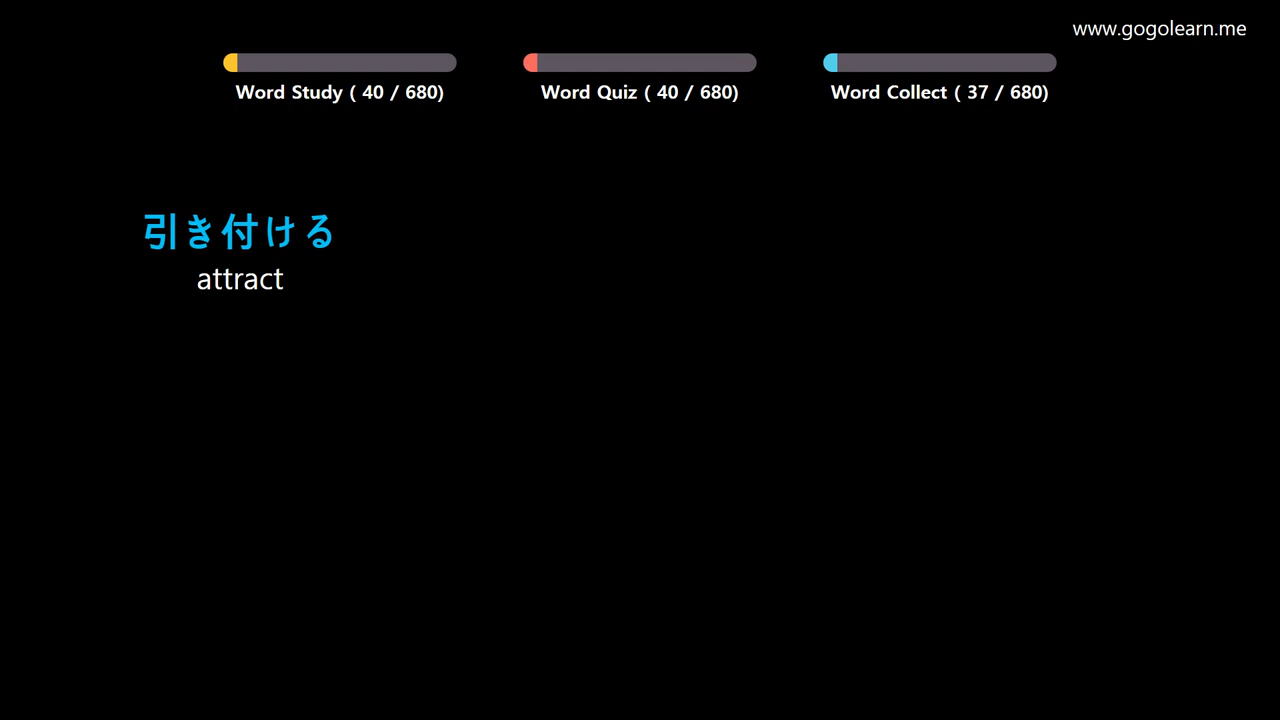 www.gogolearn.me
Word Study ( 40 / 680)
Word Quiz ( 40 / 680)
Word Collect ( 37 / 680)
引き付ける
attract